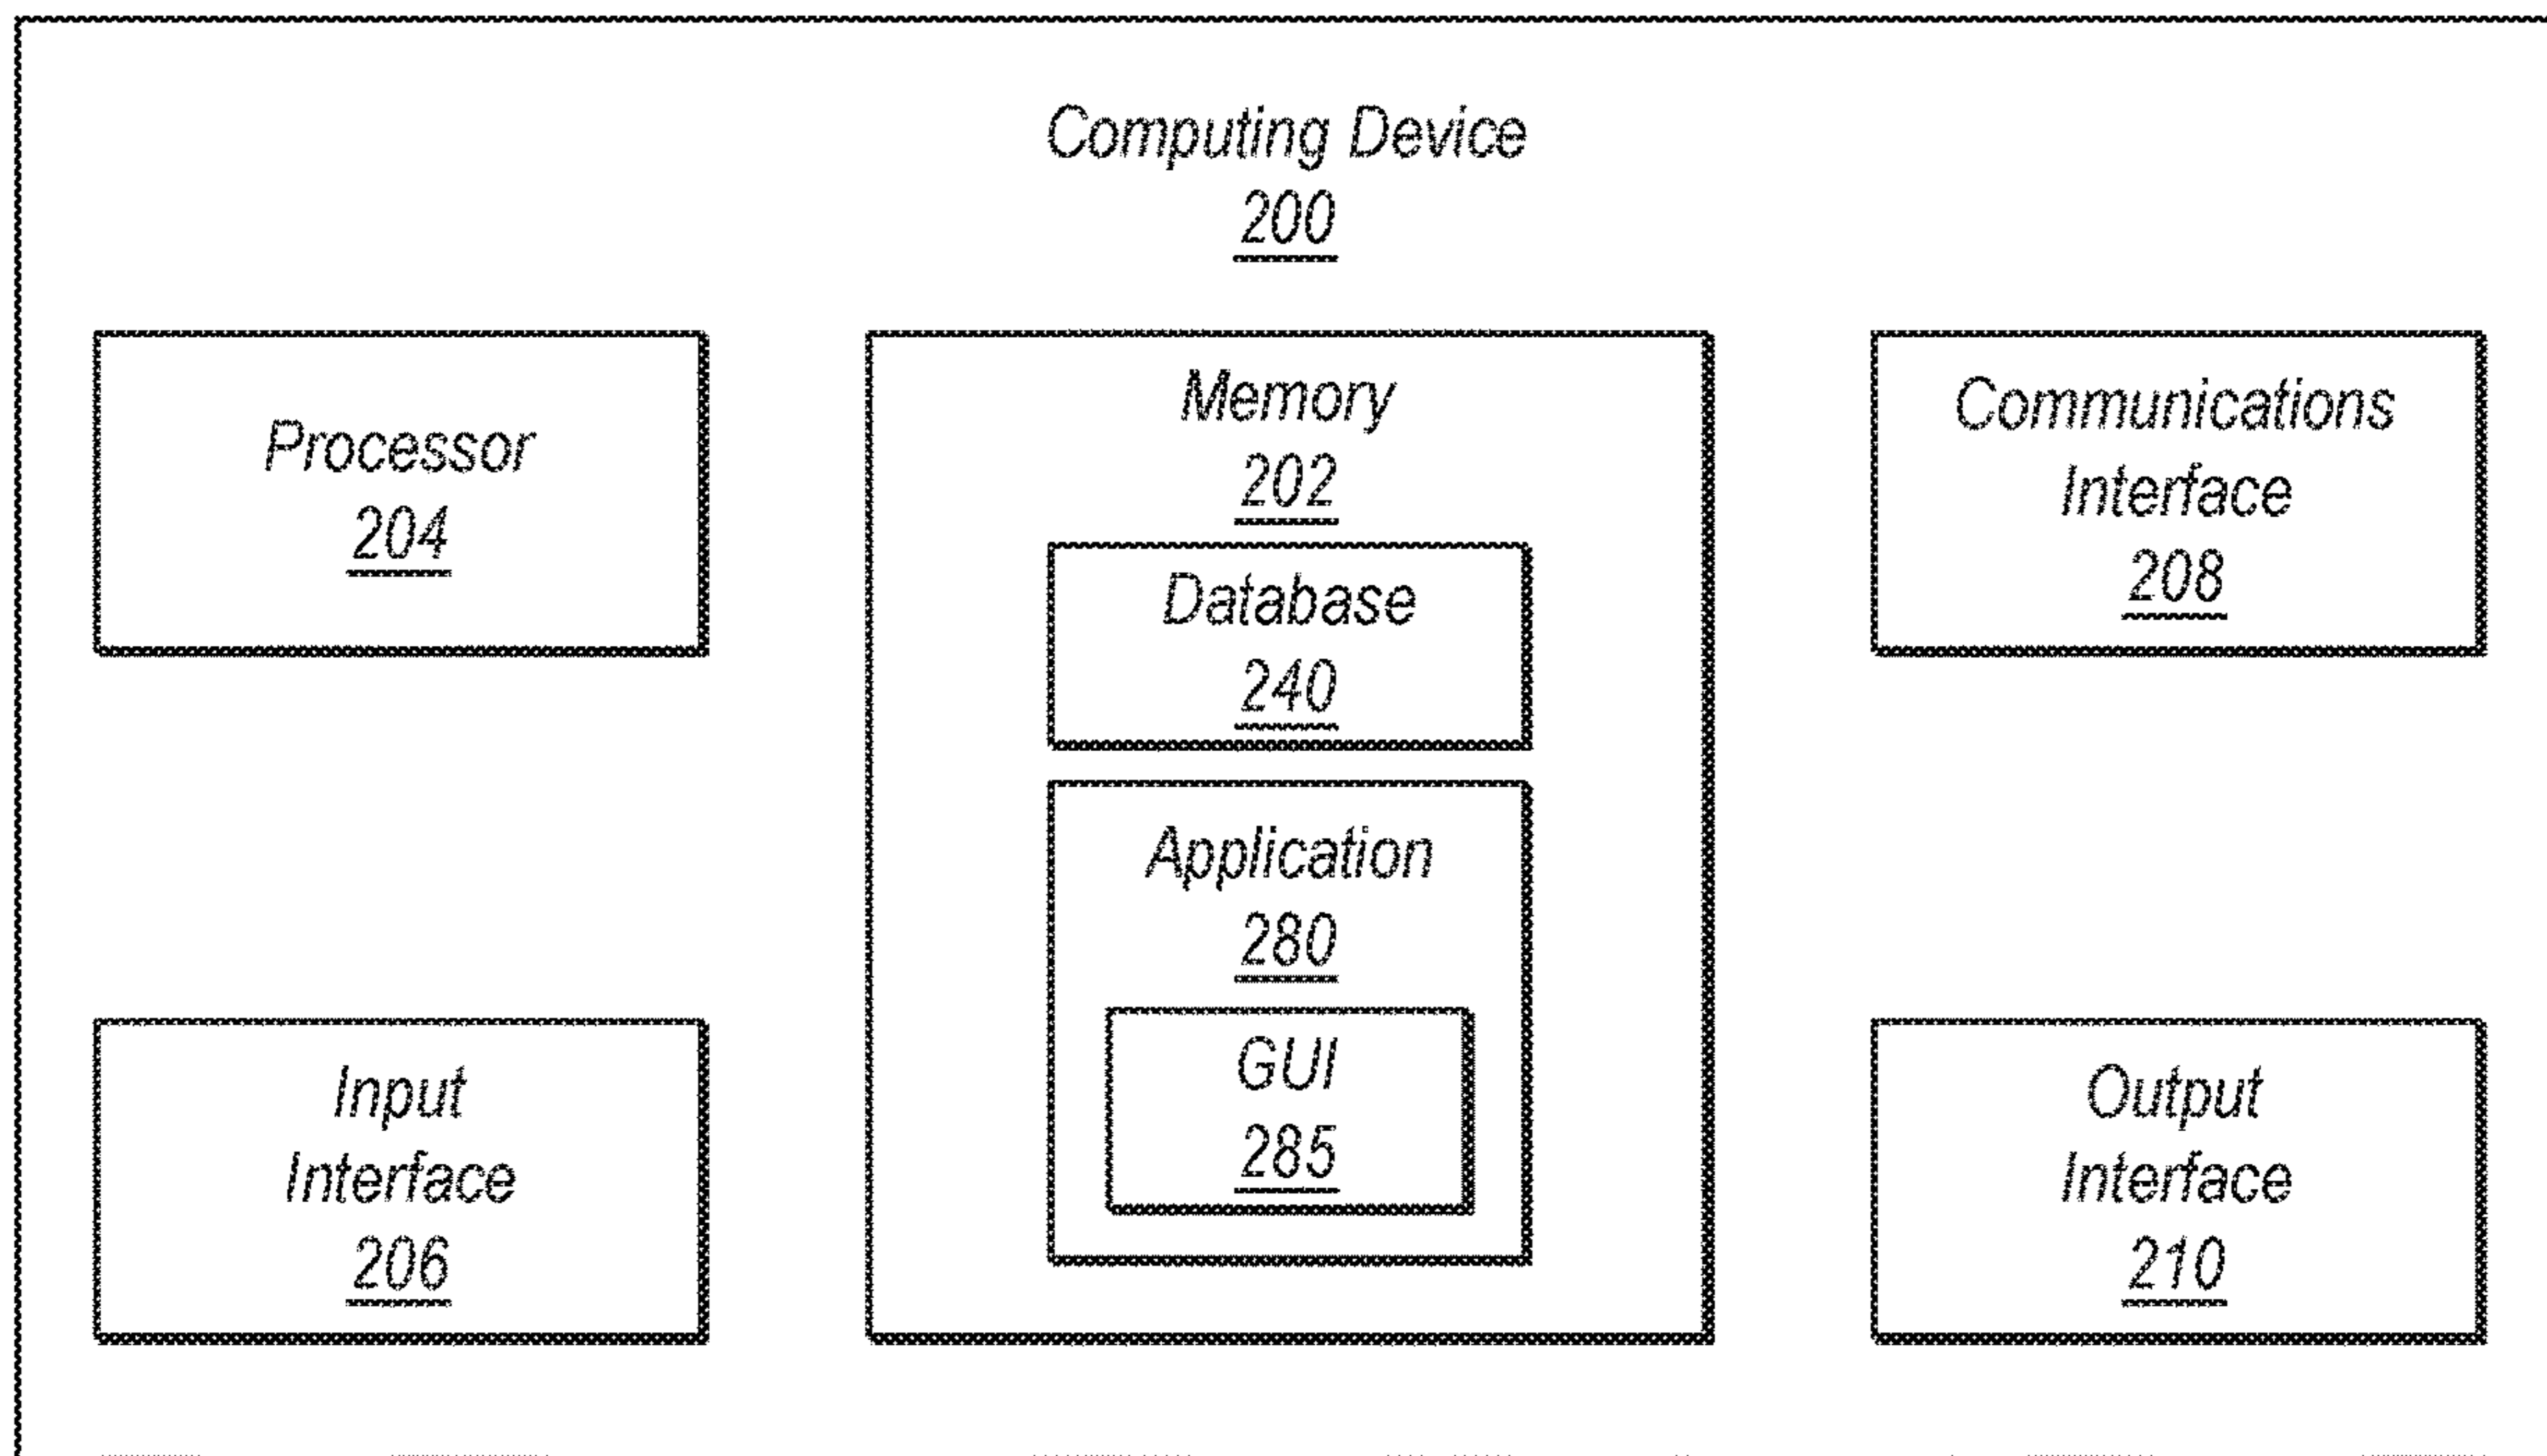 Computing Device
200
Processor
204
Memory
202
Database
240
Application
280
GUI
285
Communications
Interface
208
Input
Interface
206
Output
Interface
210